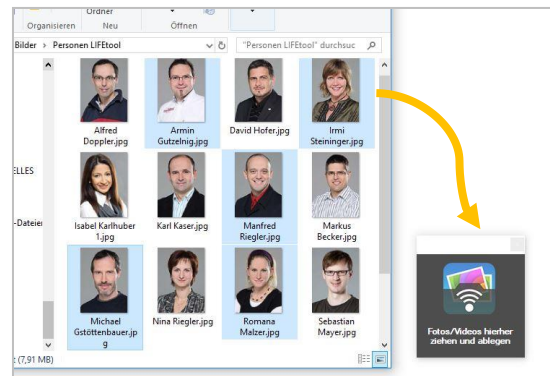 Ordner
Organisieren Neu Öffnen
Bilder > Personen LIFEtool
"Personen LIFEtool" durchsuc
Alfred
Doppler.jpg
Armin
Gutzelnig.jpg
David Hofer.jpg
Irmi
Steininger.jpg
ELLES
Isabel Karlhuber
1.jpg
Karl Kaser.jpg
Manfred
Riegler.jpg
Markus
Becker.jpg
-Dateien
Michael
Gstöttenbauer.jp
g
Nina Riegler.jpg
Romana
Malzer.jpg
Sebastian
Mayer.jpg
t (7,91 MB)
Fotos/Videos hierher
ziehen und ablegen